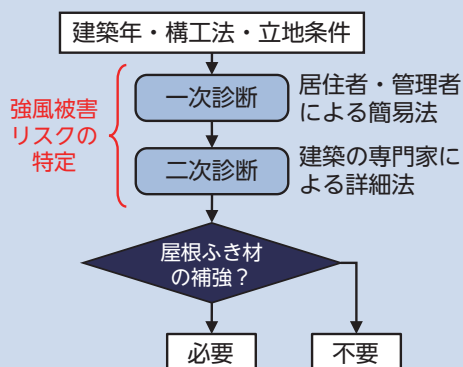 建築年・構工法・立地条件
強風被害
リスクの
特定
一次診断
居住者・管理者
による簡易法
二次診断
建築の専門家に
よる詳細法
屋根ふき材
の補強？
必要
不要